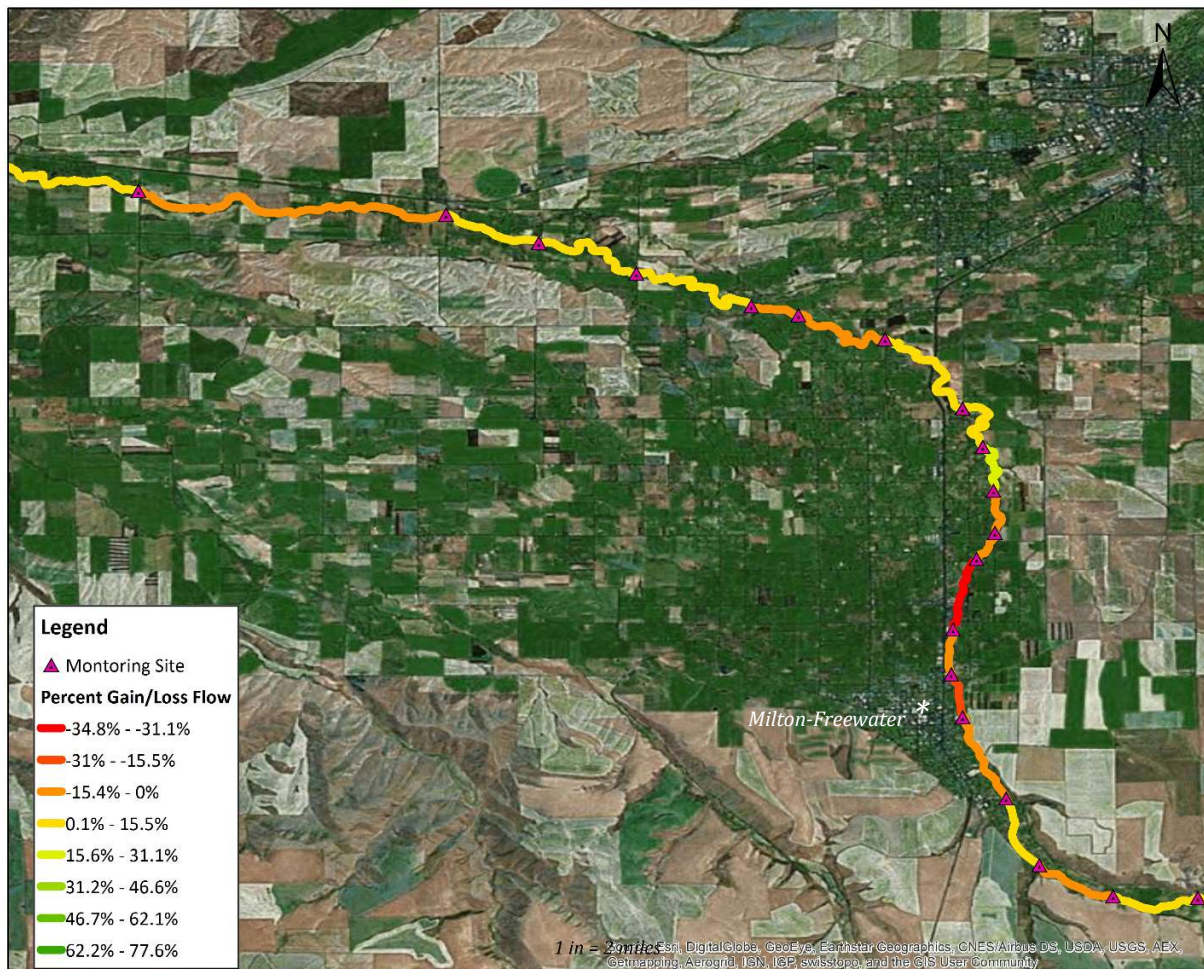 N
Legend
Montoring Site
Percent Gain/Loss Flow
-34.8% - -31.1%
-31% - -15.5%
-15.4% - 0%
0.1% - 15.5%
15.6% - 31.1%
31.2% - 46.6%
46.7% - 62.1%
62.2% - 77.6%
Milton-Freewater *
1 in = 2 miles
Esri, DigitalGlobe, GeoEye, Earthstar Geographics, CNES/Airbus DS, USDA, USGS, AEX,
Getmapping, Aerogrid, IGN, IGP, swisstopo, and the GIS User Community